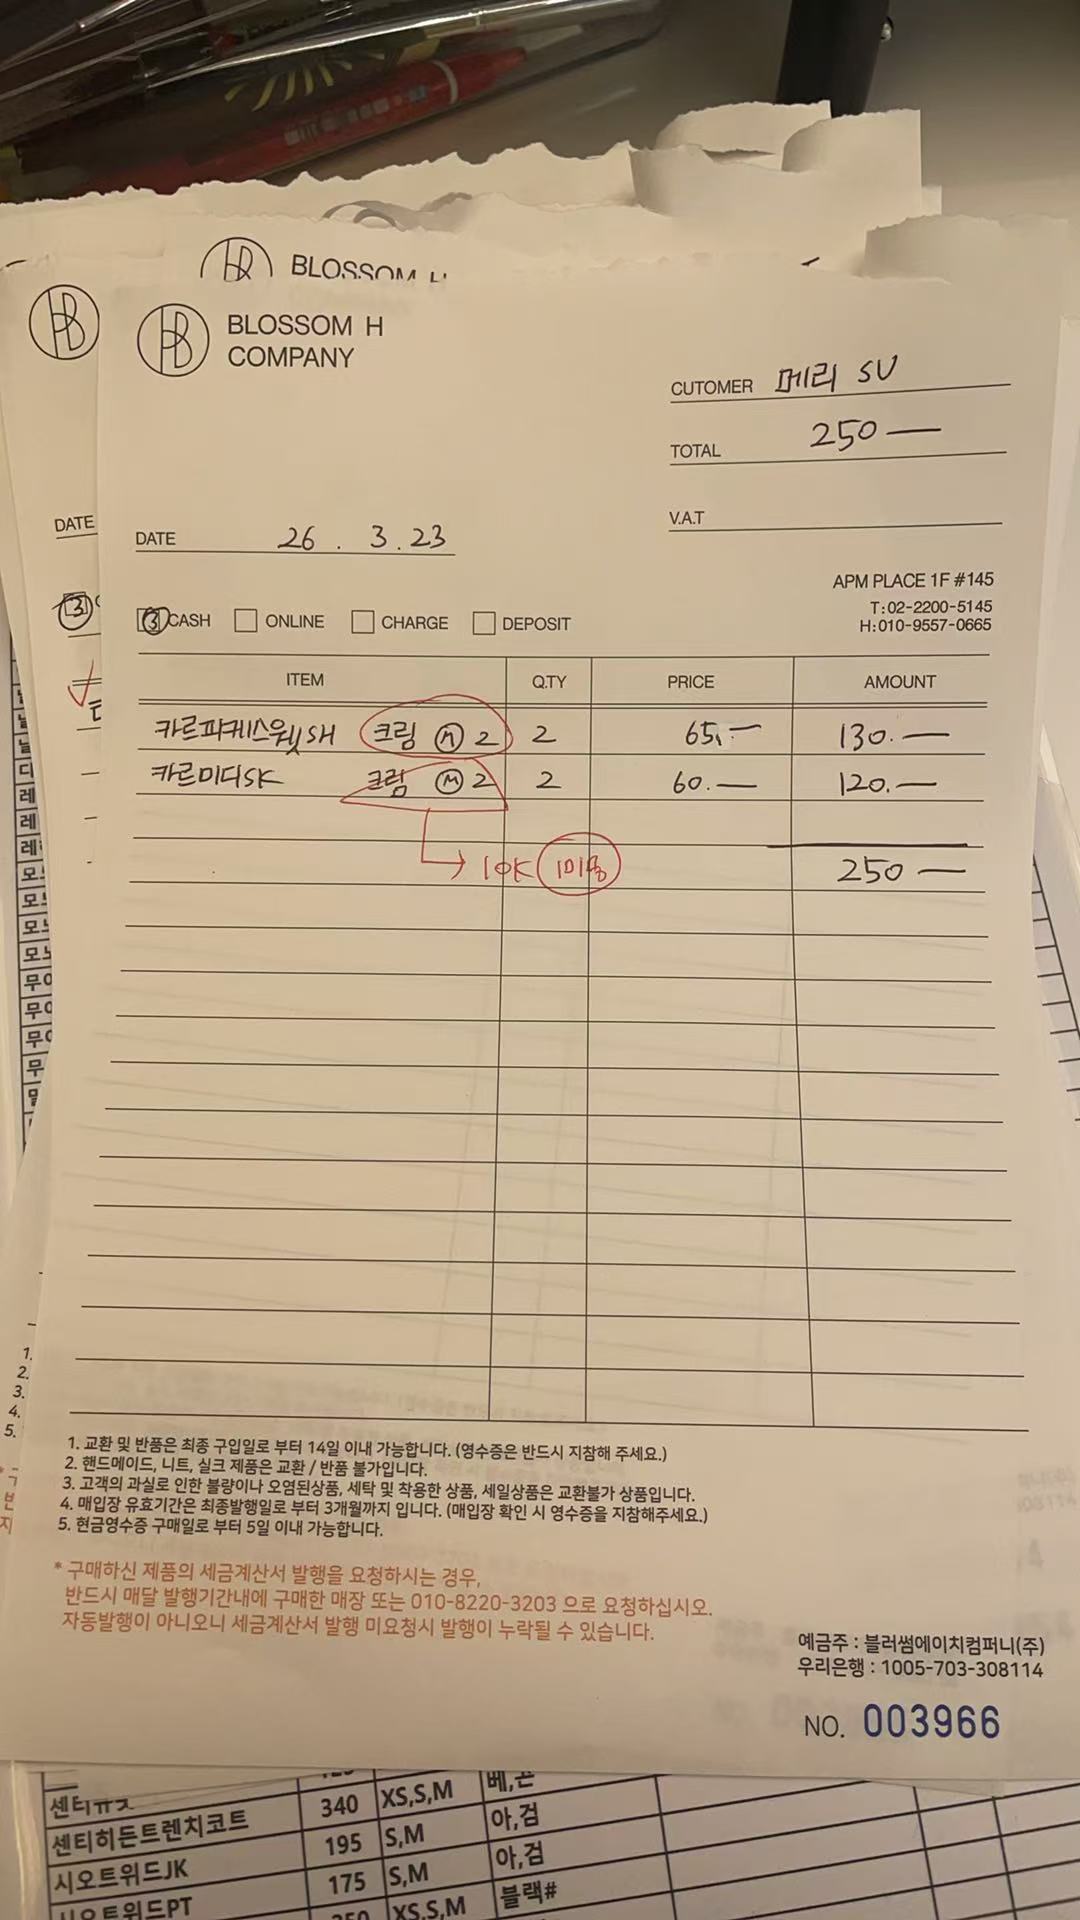 BLOSSOM H
BLOSSOM H
COMPANY
CUTOMER 메리 SU
TOTAL 250 —
V.A.T
DATE
DATE 26 . 3 . 23
APM PLACE 1F #145
T:02-2200-5145
H:010-9557-0665
③ CASH ONLINE CHARGE DEPOSIT
ITEM Q.TY PRICE AMOUNT
크림 Ⓜ 2 2 65.— 130.—
카르미디SK 크림 Ⓜ 2 2 60.— 120.—
→ 10K 미송
250 —
1. 교환 및 반품은 최종 구입일로 부터 14일 이내 가능합니다. (영수증은 반드시 지참해 주세요.)
2. 핸드메이드, 니트, 실크 제품은 교환 / 반품 불가입니다.
3. 고객의 과실로 인한 불량이나 오염된상품, 세탁 및 착용한 상품, 세일상품은 교환불가 상품입니다.
4. 매입장 유효기간은 최종발행일로 부터 3개월까지 입니다. (매입장 확인 시 영수증을 지참해주세요.)
5. 현금영수증 구매일로 부터 5일 이내 가능합니다.
* 구매하신 제품의 세금계산서 발행을 요청하시는 경우,
반드시 매달 발행기간내에 구매한 매장 또는 010-8220-3203 으로 요청하십시오.
자동발행이 아니오니 세금계산서 발행 미요청시 발행이 누락될 수 있습니다.
예금주 : 블러썸에이치컴퍼니(주)
우리은행 : 1005-703-308114
NO. 003966
센티히든트렌치코트 340 XS,S,M
시오트위드JK 195 S,M 아,검
시오트위드PT 175 S,M 아,검
XS,S,M 블랙#